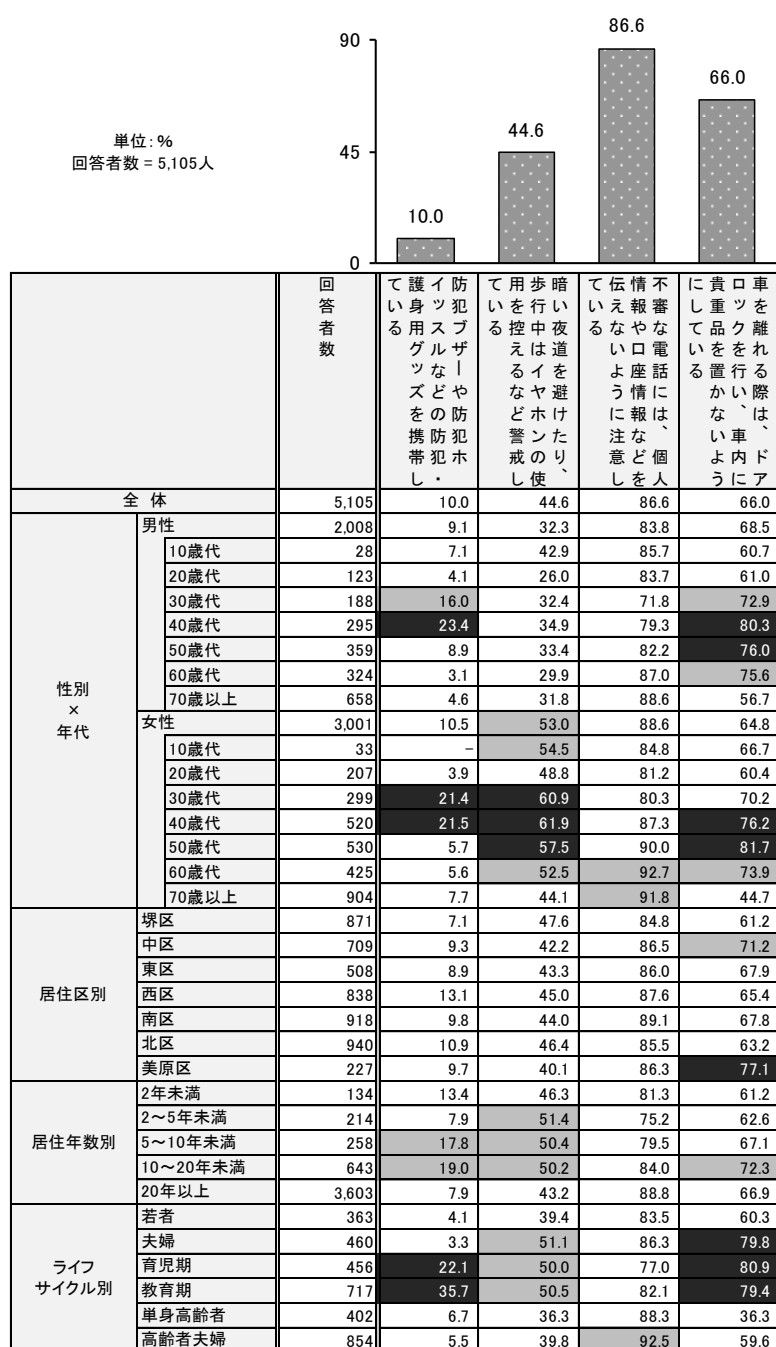 86.6
90
66.0
単位：％
回答者数 = 5,105人
44.6
45
10.0
0
回答者数
防犯ブザーや防犯ホイッスルなどの防犯・護身用グッズを携帯している
暗い夜道を避けたり、歩行中はイヤホンの使用を控えるなど警戒している
不審な電話には、個人情報や口座情報などを伝えないように注意している
車を離れる際は、ドアロックを行い、車内に貴重品を置かないようにしている
全 体 5,105 10.0 44.6 86.6 66.0
性別×年代
男性 2,008 9.1 32.3 83.8 68.5
10歳代 28 7.1 42.9 85.7 60.7
20歳代 123 4.1 26.0 83.7 61.0
30歳代 188 16.0 32.4 71.8 72.9
40歳代 295 23.4 34.9 79.3 80.3
50歳代 359 8.9 33.4 82.2 76.0
60歳代 324 3.1 29.9 87.0 75.6
70歳以上 658 4.6 31.8 88.6 56.7
女性 3,001 10.5 53.0 88.6 64.8
10歳代 33 － 54.5 84.8 66.7
20歳代 207 3.9 48.8 81.2 60.4
30歳代 299 21.4 60.9 80.3 70.2
40歳代 520 21.5 61.9 87.3 76.2
50歳代 530 5.7 57.5 90.0 81.7
60歳代 425 5.6 52.5 92.7 73.9
70歳以上 904 7.7 44.1 91.8 44.7
居住区別
堺区 871 7.1 47.6 84.8 61.2
中区 709 9.3 42.2 86.5 71.2
東区 508 8.9 43.3 86.0 67.9
西区 838 13.1 45.0 87.6 65.4
南区 918 9.8 44.0 89.1 67.8
北区 940 10.9 46.4 85.5 63.2
美原区 227 9.7 40.1 86.3 77.1
居住年数別
2年未満 134 13.4 46.3 81.3 61.2
2～5年未満 214 7.9 51.4 75.2 62.6
5～10年未満 258 17.8 50.4 79.5 67.1
10～20年未満 643 19.0 50.2 84.0 72.3
20年以上 3,603 7.9 43.2 88.8 66.9
ライフ
サイクル別
若者 363 4.1 39.4 83.5 60.3
夫婦 460 3.3 51.1 86.3 79.8
育児期 456 22.1 50.0 77.0 80.9
教育期 717 35.7 50.5 82.1 79.4
単身高齢者 402 6.7 36.3 88.3 36.3
高齢者夫婦 854 5.5 39.8 92.5 59.6